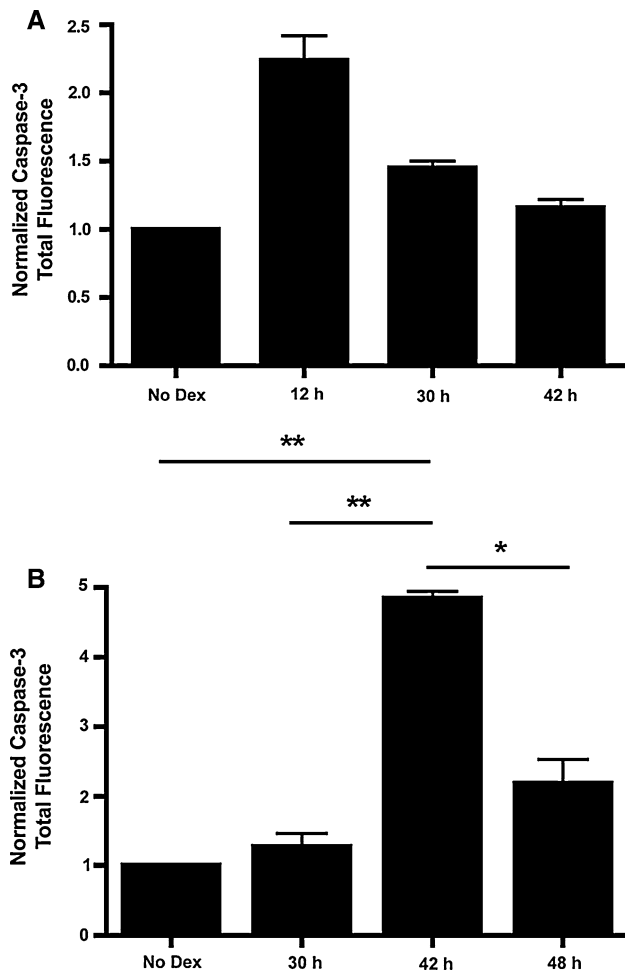 A
Normalized Caspase-3
Total Fluorescence
2.5
2.0
1.5
1.0
0.5
0.0
No Dex 12 h 30 h 42 h
**
**
*
B
Normalized Caspase-3
Total Fluorescence
5
4
3
2
1
0
No Dex 30 h 42 h 48 h